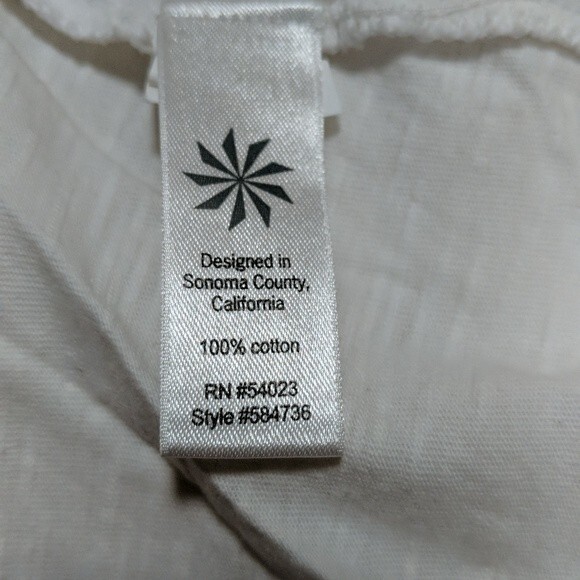 Designed in
Sonoma County,
California
100% cotton
RN #54023
Style #584736